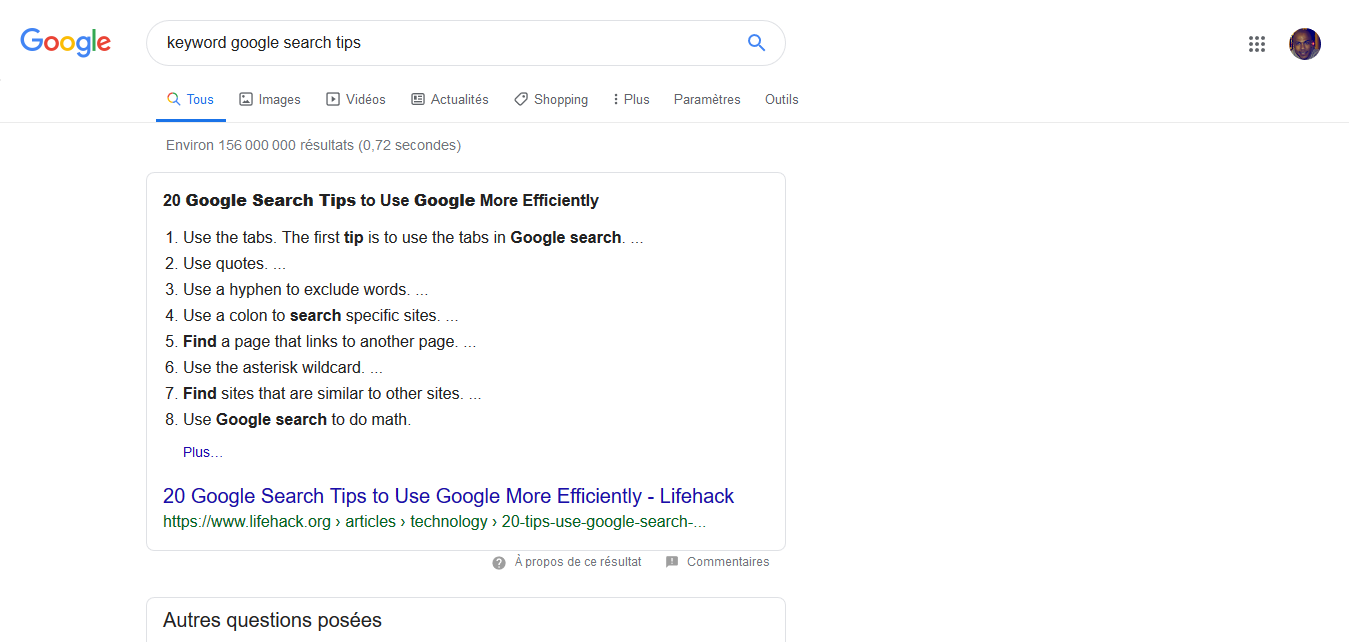 Google
keyword google search tips
Tous Images Vidéos Actualités Shopping Plus Paramètres Outils
Environ 156 000 000 résultats (0,72 secondes)
20 Google Search Tips to Use Google More Efficiently
1. Use the tabs. The first tip is to use the tabs in Google search. ...
2. Use quotes. ...
3. Use a hyphen to exclude words. ...
4. Use a colon to search specific sites. ...
5. Find a page that links to another page. ...
6. Use the asterisk wildcard. ...
7. Find sites that are similar to other sites. ...
8. Use Google search to do math.
Plus...
20 Google Search Tips to Use Google More Efficiently - Lifehack
https://www.lifehack.org › articles › technology › 20-tips-use-google-search-...
À propos de ce résultat Commentaires
Autres questions posées